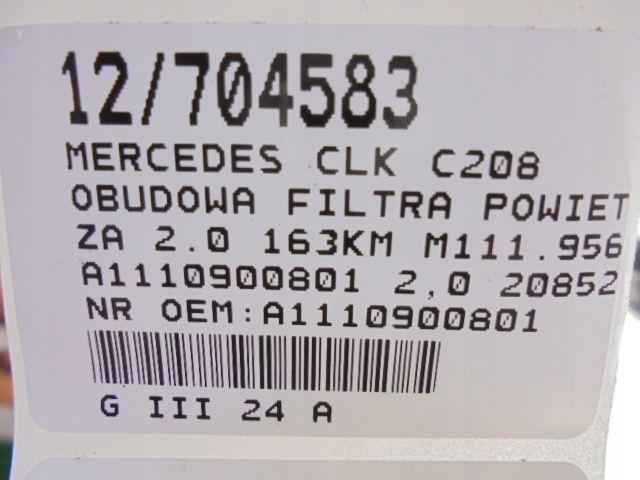 12/704583
MERCEDES CLK C208
OBUDOWA FILTRA POWIET
ZA 2.0 163KM M111.956
A1110900801 2,0 20852
NR OEM:A1110900801
G III 24 A